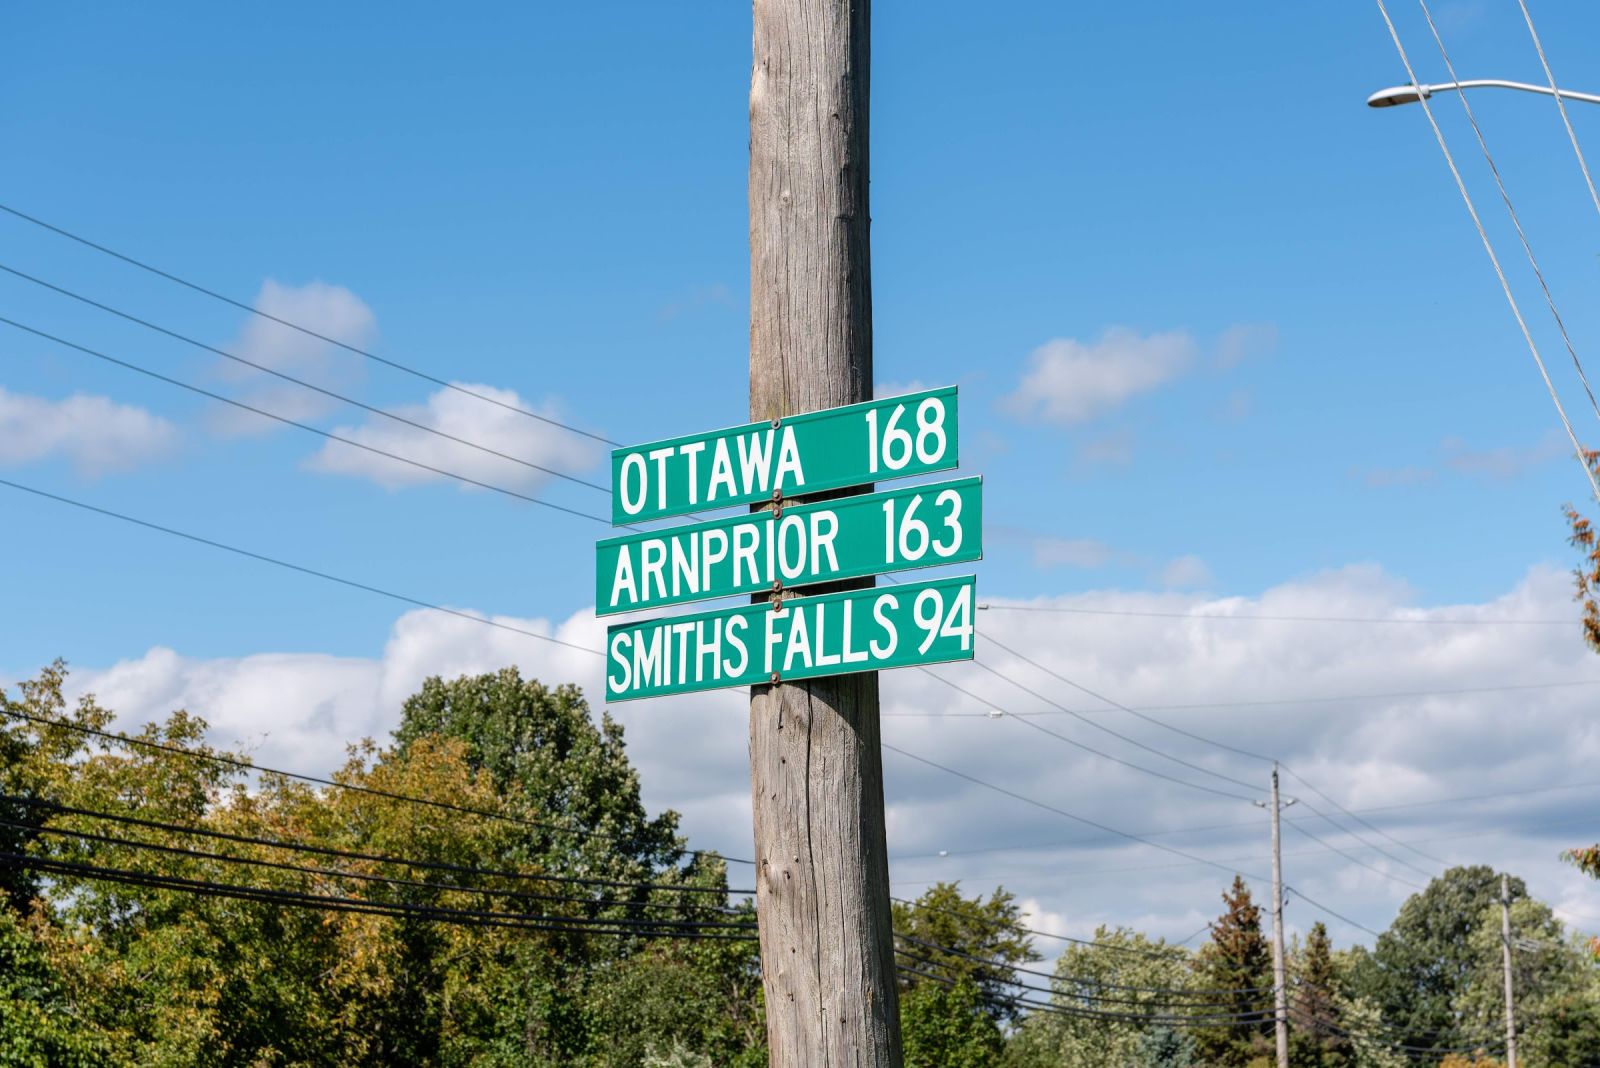 OTTAWA 168
ARNPRIOR 163
SMITHS FALLS 94